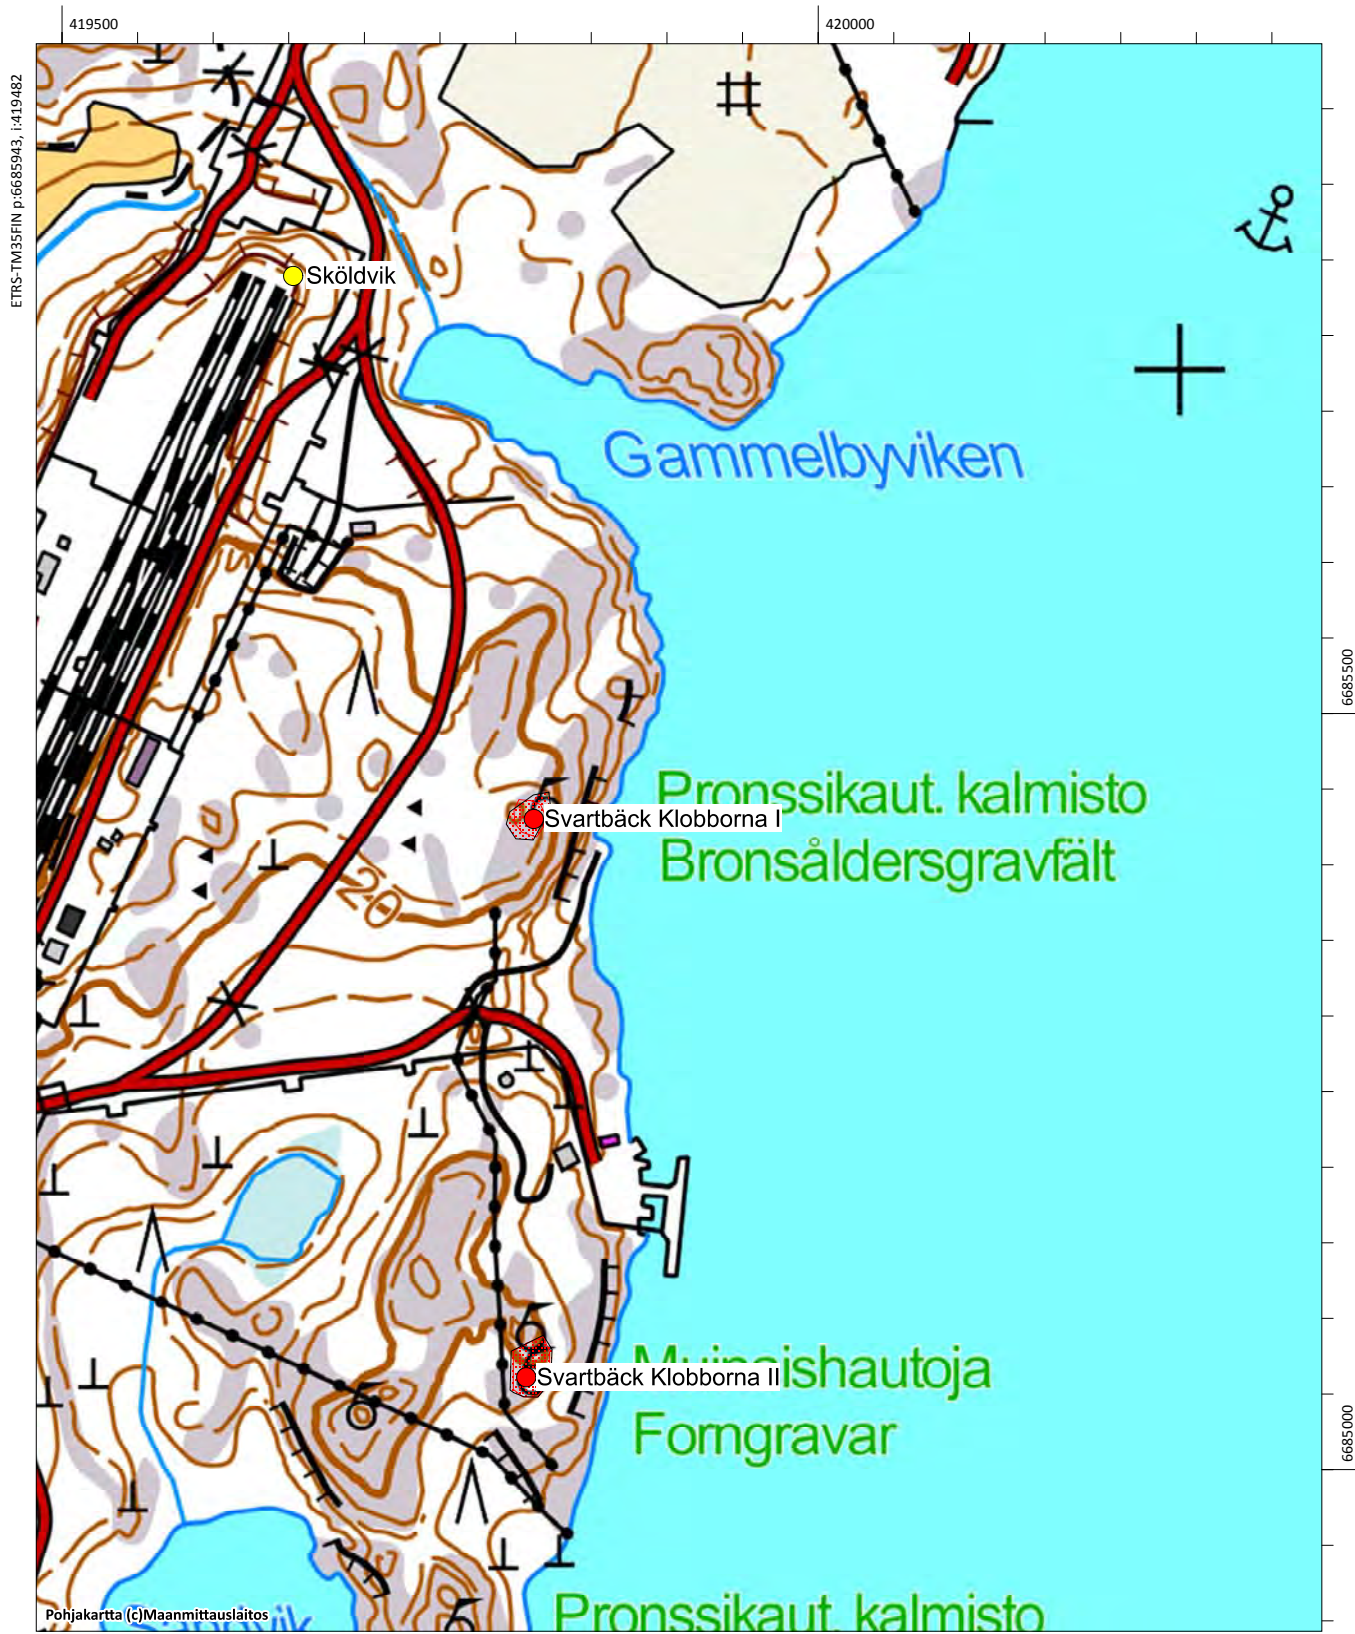 419500
420000
ETRS-TM35FIN p:6685943, i:419482
Sköldvik
Gammelbyviken
6685500
Pronssikaut. kalmisto
Svartbäck Klobborna I
Bronsåldersgravfält
20
Muinaishautoja
Svartbäck Klobborna II
Forngravar
6685000
Pronssikaut. kalmisto
Pohjakartta (c)Maanmittauslaitos